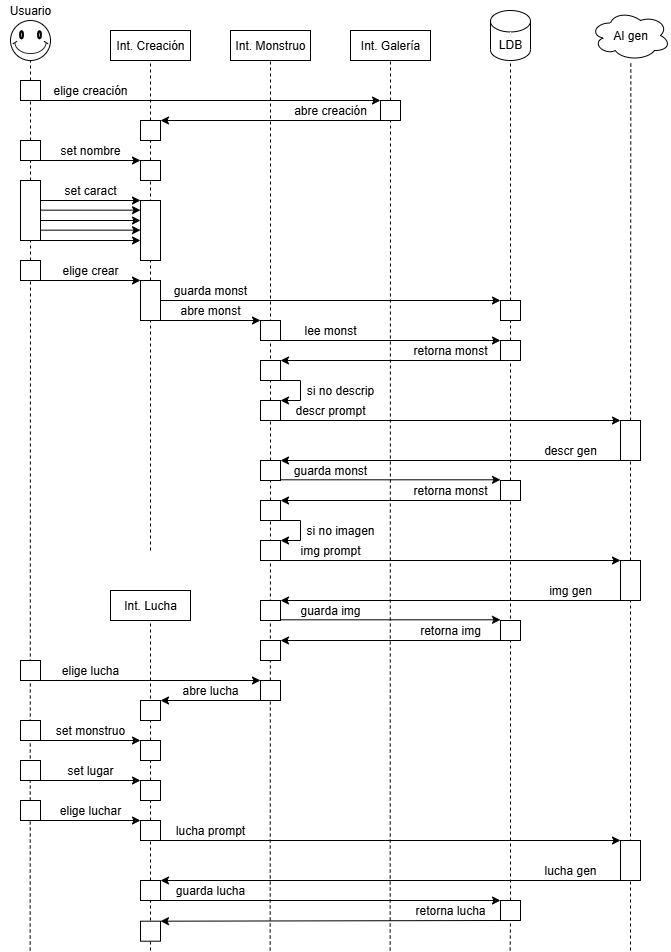 Usuario
Int. Creación
Int. Monstruo
Int. Galería
LDB
AI gen
elige creación
abre creación
set nombre
set caract
elige crear
guarda monst
abre monst
lee monst
retorna monst
si no descrip
descr prompt
descr gen
guarda monst
retorna monst
si no imagen
img prompt
img gen
Int. Lucha
guarda img
retorna img
elige lucha
abre lucha
set monstruo
set lugar
elige luchar
lucha prompt
lucha gen
guarda lucha
retorna lucha